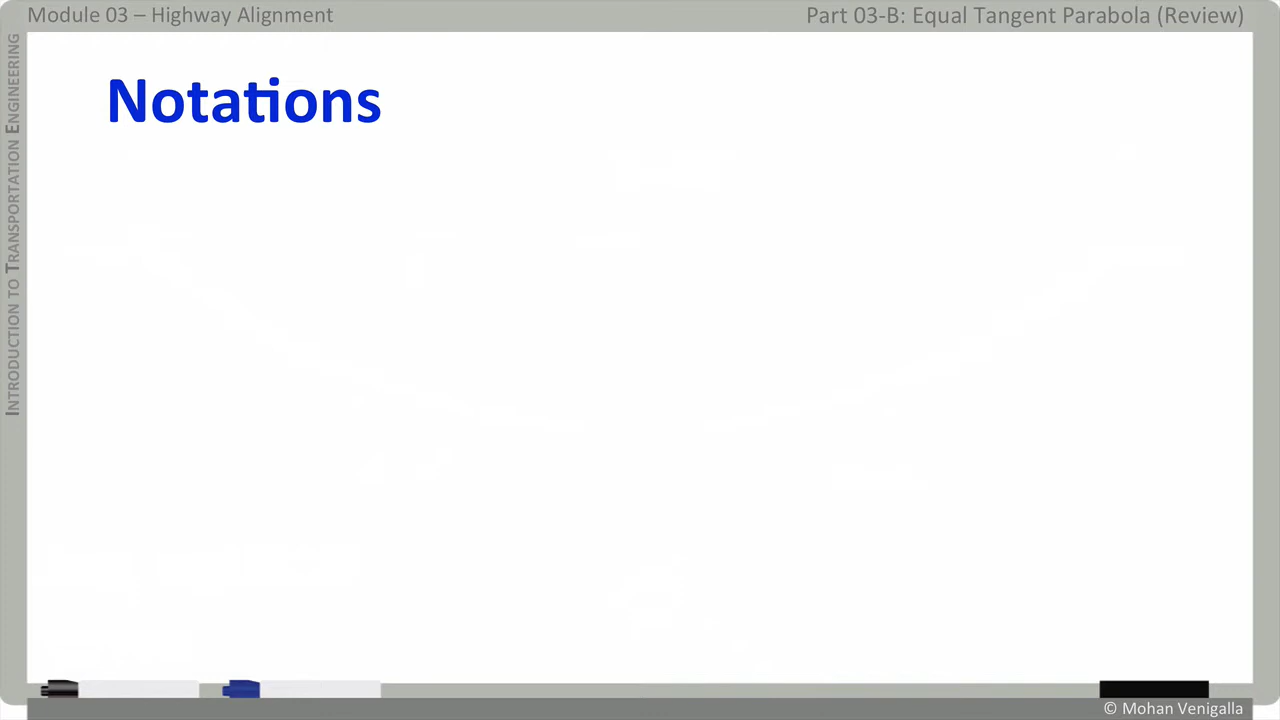 Module 03 – Highway Alignment
Part 03-B: Equal Tangent Parabola (Review)
INTRODUCTION TO TRANSPORTATION ENGINEERING
Notations
© Mohan Venigalla